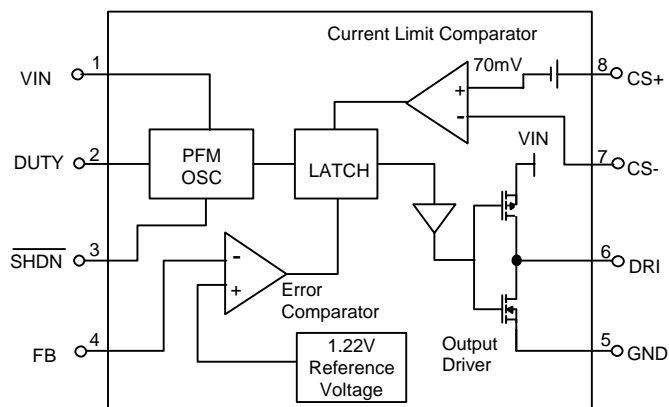 Current Limit Comparator
1
VIN
70mV
+
-
8
CS+
DUTY
2
PFM
OSC
LATCH
VIN
7
CS-
SHDN
3
-
+
Error
Comparator
6
DRI
FB
4
1.22V
Reference
Voltage
Output
Driver
5
GND